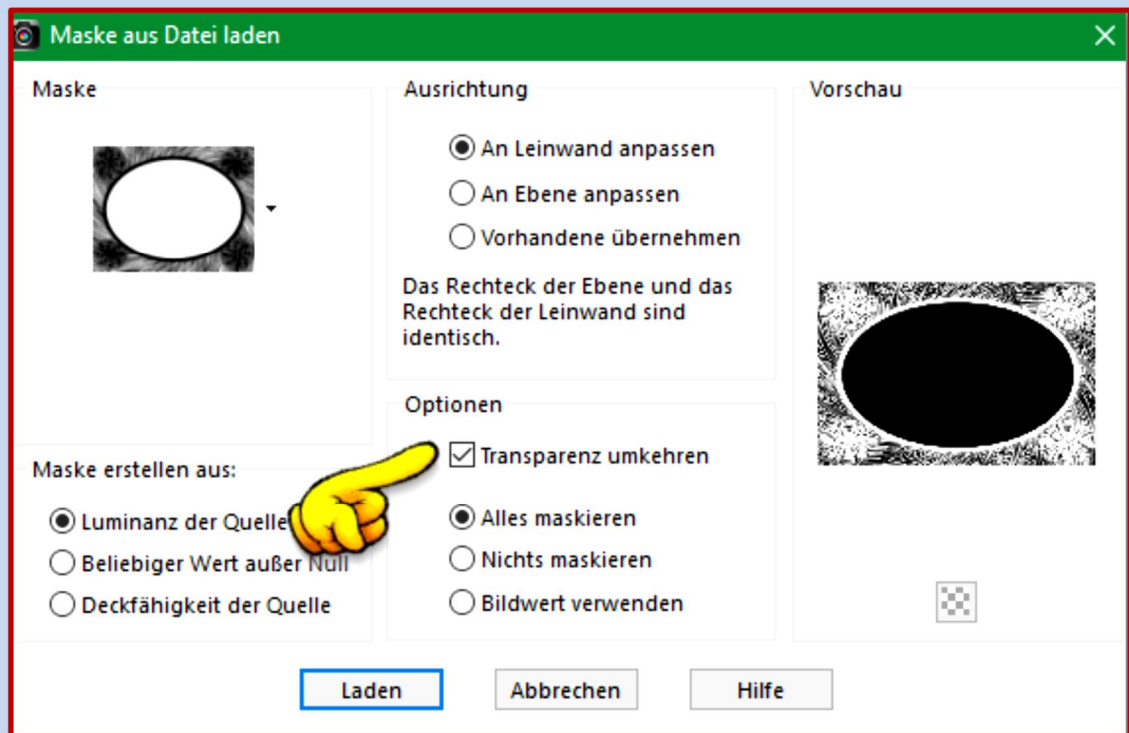 Maske aus Datei laden
Maske
Ausrichtung
An Leinwand anpassen
An Ebene anpassen
Vorhandene übernehmen
Das Rechteck der Ebene und das
Rechteck der Leinwand sind
identisch.
Vorschau
Maske erstellen aus:
Luminanz der Quelle
Beliebiger Wert außer Null
Deckfähigkeit der Quelle
Optionen
Transparenz umkehren
Alles maskieren
Nichts maskieren
Bildwert verwenden
Laden
Abbrechen
Hilfe